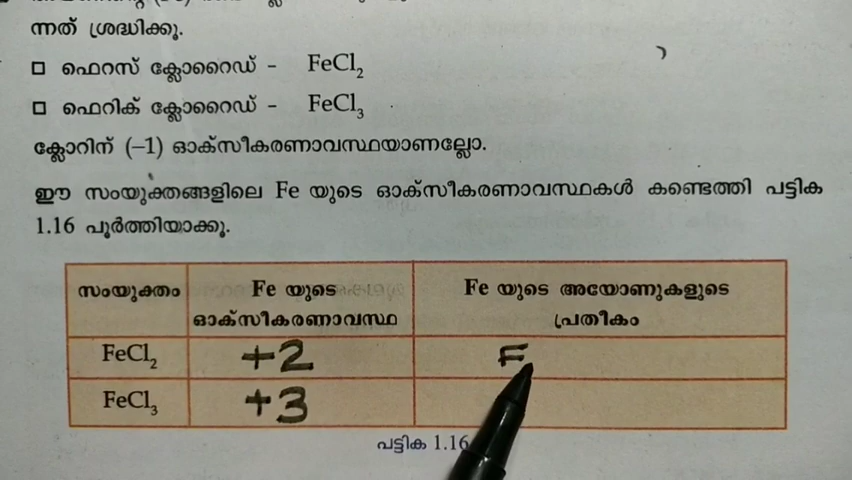 ന്നത് ശ്രദ്ധിക്കൂ.
□ ഫെറസ് ക്ലോറൈഡ് - FeCl₂
□ ഫെറിക് ക്ലോറൈഡ് - FeCl₃
ക്ലോറിന് (–1) ഓക്സീകരണാവസ്ഥയാണല്ലോ.
ഈ സംയുക്തങ്ങളിലെ Fe യുടെ ഓക്സീകരണാവസ്ഥകൾ കണ്ടെത്തി പട്ടിക
1.16 പൂർത്തിയാക്കൂ.
സംയുക്തം Fe യുടെ ഓക്സീകരണാവസ്ഥ Fe യുടെ അയോണുകളുടെ പ്രതീകം
FeCl₂ +2 F
FeCl₃ +3
പട്ടിക 1.16